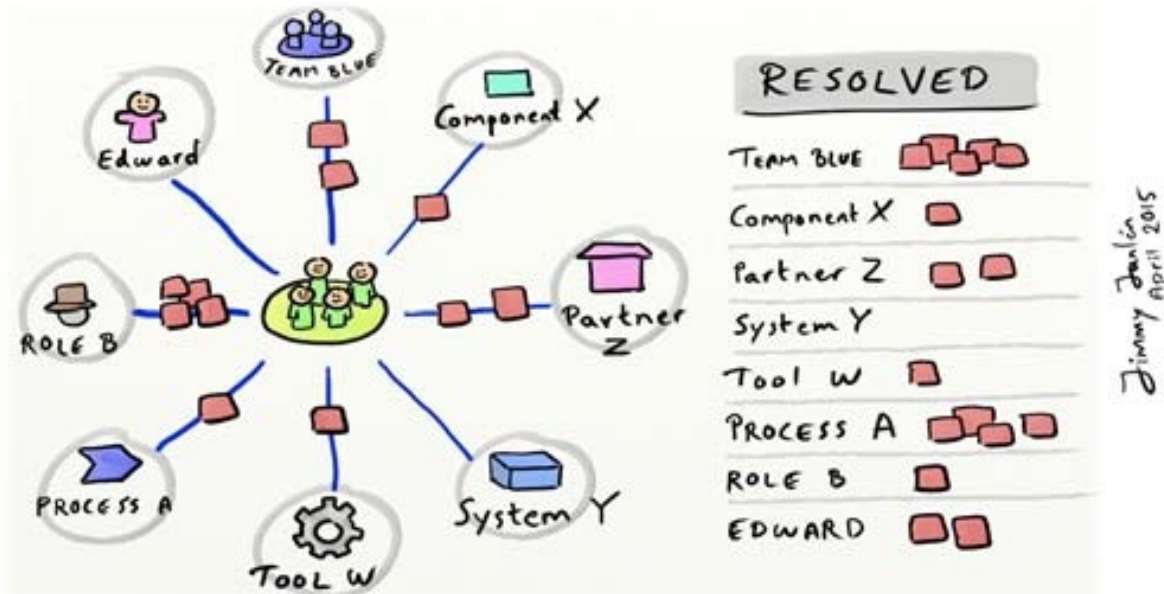 TEAM BLUE
Edward
Component X
ROLE B
Partner
Z
PROCESS A
TOOL W
System Y
RESOLVED
TEAM BLUE
Component X
Partner Z
System Y
Tool W
PROCESS A
ROLE B
EDWARD
Jimmy Janlén
APRIL 2015